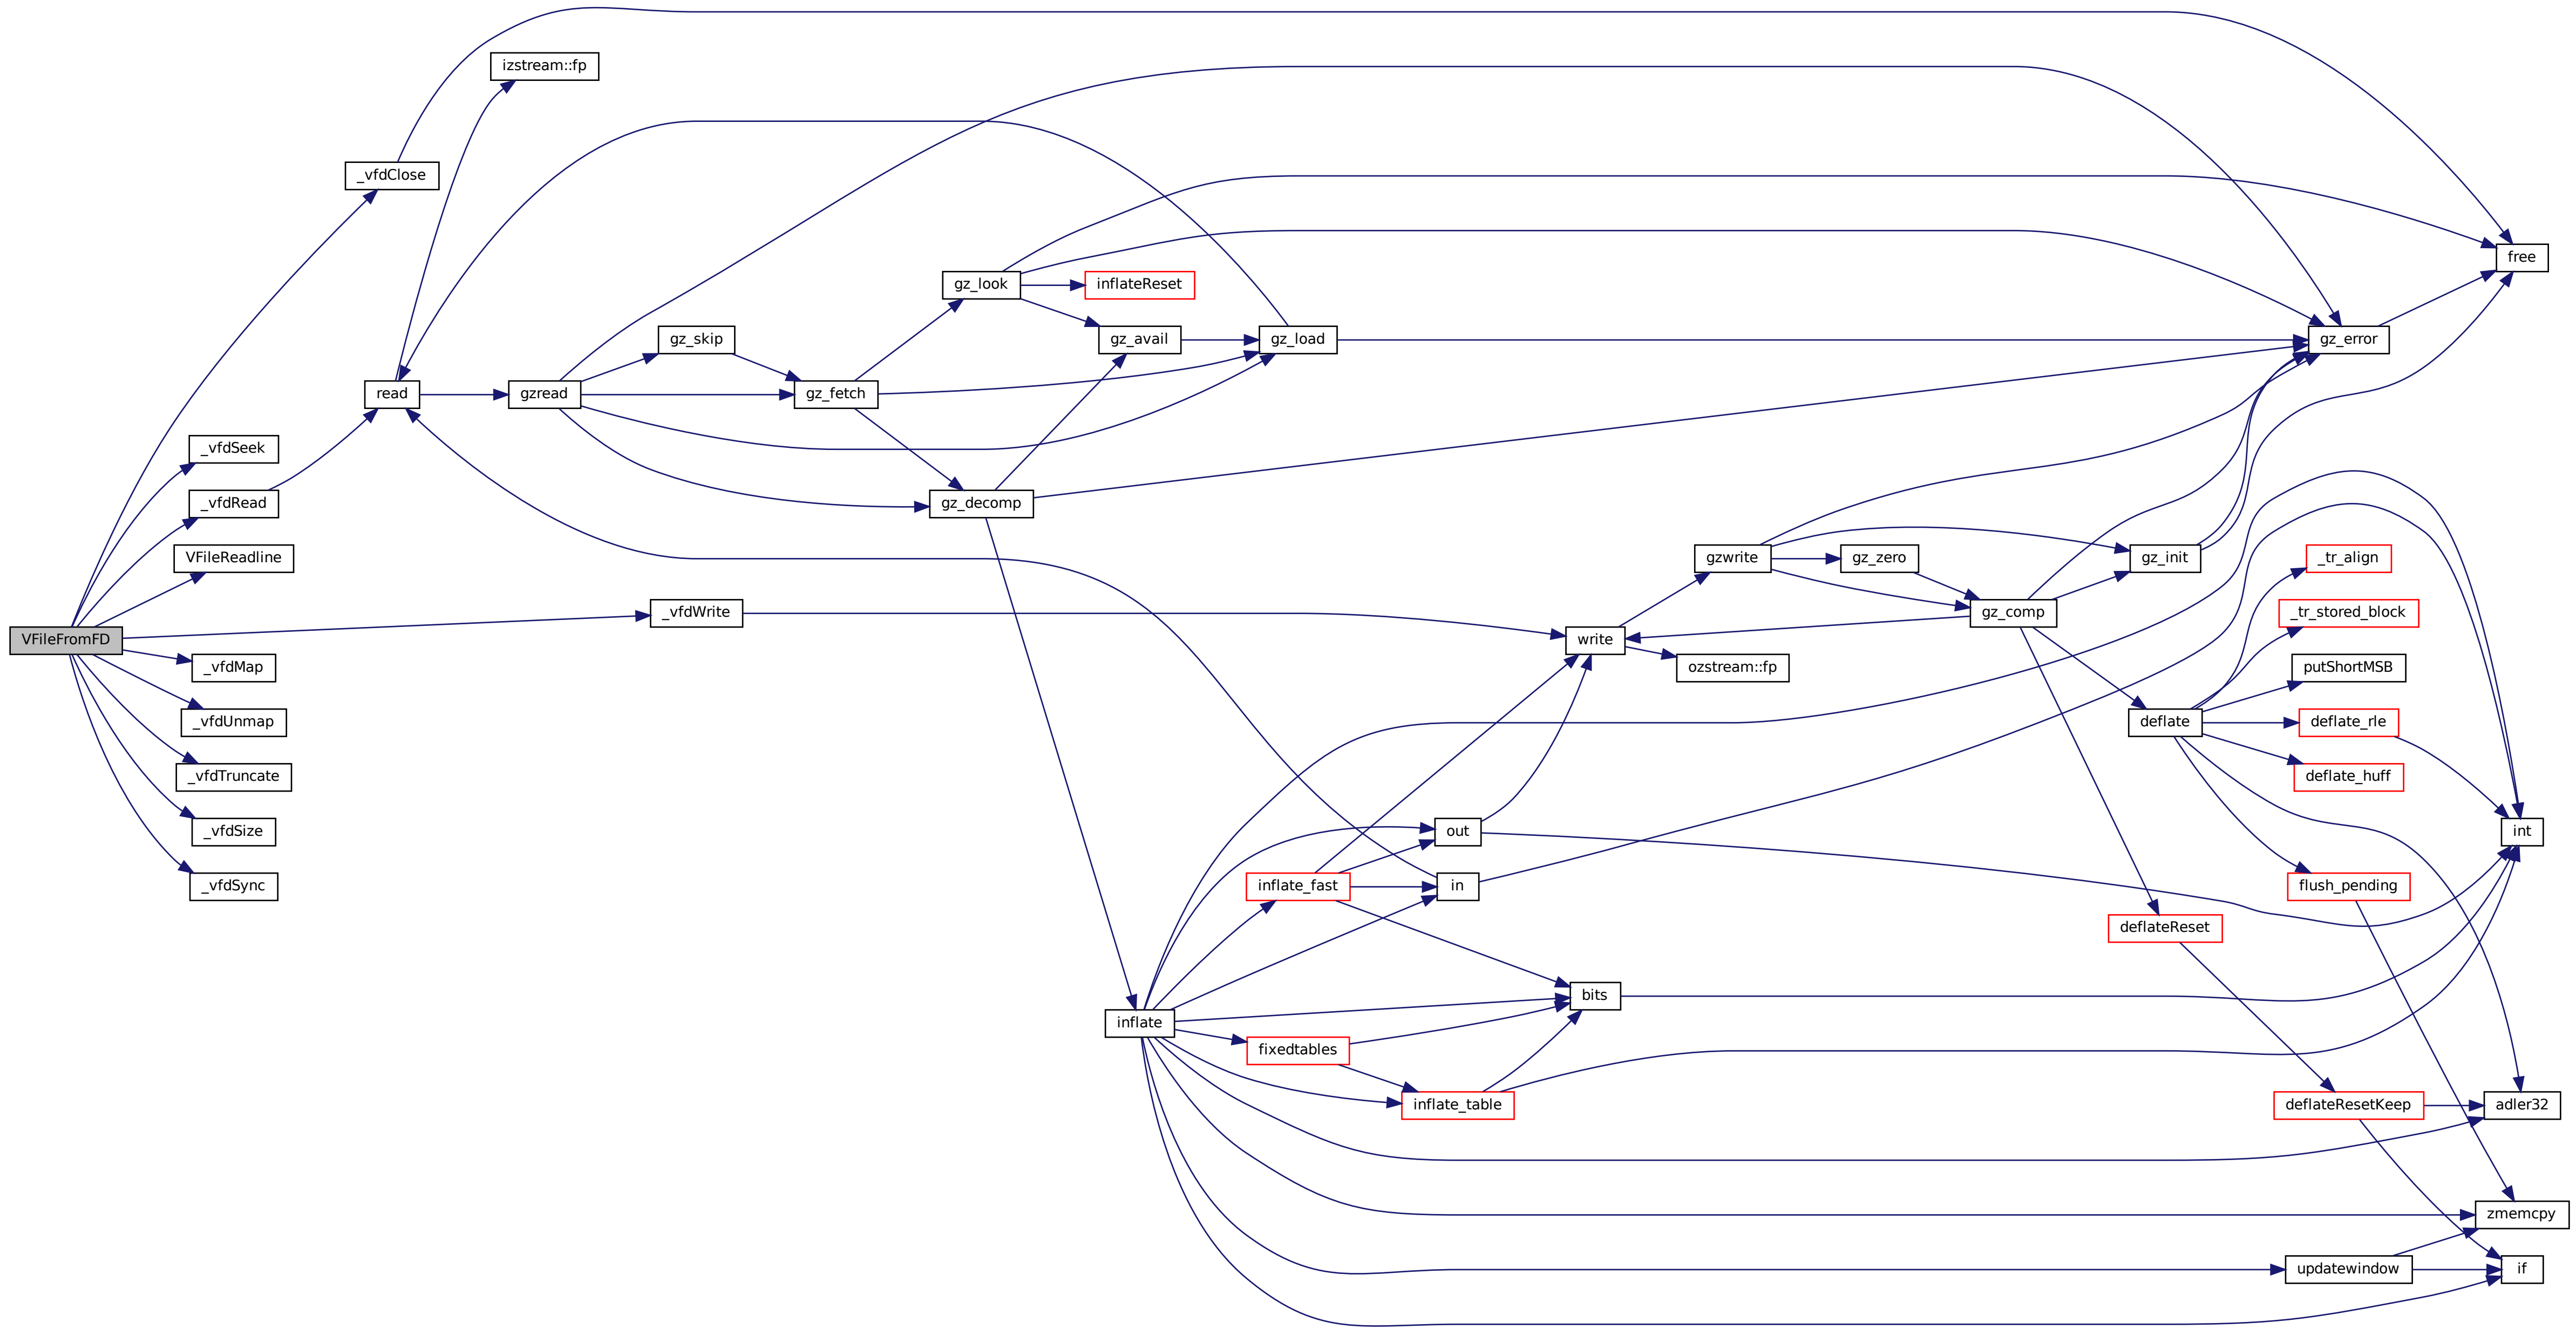 izstream::fp
_vfdClose
free
gz_look
inflateReset
gz_skip
gz_avail
gz_load
gz_error
read
gzread
gz_fetch
_vfdSeek
_vfdRead
gz_decomp
VFileReadline
gzwrite
gz_zero
gz_init
_tr_align
_vfdWrite
gz_comp
_tr_stored_block
VFileFromFD
write
_vfdMap
ozstream::fp
putShortMSB
_vfdUnmap
deflate
deflate_rle
_vfdTruncate
deflate_huff
_vfdSize
out
int
_vfdSync
inflate_fast
in
flush_pending
deflateReset
bits
inflate
fixedtables
inflate_table
deflateResetKeep
adler32
zmemcpy
updatewindow
if